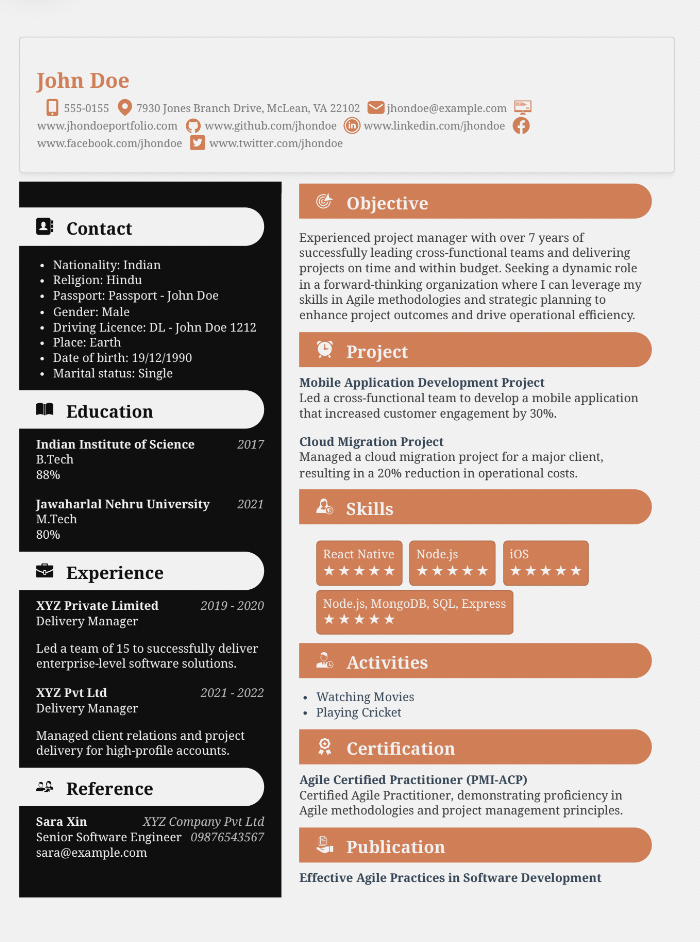 John Doe
555-0155 7930 Jones Branch Drive, McLean, VA 22102 jhondoe@example.com
www.jhondoeportfolio.com www.github.com/jhondoe www.linkedin.com/jhondoe
www.facebook.com/jhondoe www.twitter.com/jhondoe
Contact
• Nationality: Indian
• Religion: Hindu
• Passport: Passport - John Doe
• Gender: Male
• Driving Licence: DL - John Doe 1212
• Place: Earth
• Date of birth: 19/12/1990
• Marital status: Single
Education
Indian Institute of Science 2017
B.Tech
88%
Jawaharlal Nehru University 2021
M.Tech
80%
Experience
XYZ Private Limited 2019 - 2020
Delivery Manager
Led a team of 15 to successfully deliver
enterprise-level software solutions.
XYZ Pvt Ltd 2021 - 2022
Delivery Manager
Managed client relations and project
delivery for high-profile accounts.
Reference
Sara Xin XYZ Company Pvt Ltd
Senior Software Engineer 09876543567
sara@example.com
Objective
Experienced project manager with over 7 years of
successfully leading cross-functional teams and delivering
projects on time and within budget. Seeking a dynamic role
in a forward-thinking organization where I can leverage my
skills in Agile methodologies and strategic planning to
enhance project outcomes and drive operational efficiency.
Project
Mobile Application Development Project
Led a cross-functional team to develop a mobile application
that increased customer engagement by 30%.
Cloud Migration Project
Managed a cloud migration project for a major client,
resulting in a 20% reduction in operational costs.
Skills
React Native Node.js iOS
★★★★★ ★★★★★ ★★★★★
Node.js, MongoDB, SQL, Express
★★★★★
Activities
• Watching Movies
• Playing Cricket
Certification
Agile Certified Practitioner (PMI-ACP)
Certified Agile Practitioner, demonstrating proficiency in
Agile methodologies and project management principles.
Publication
Effective Agile Practices in Software Development